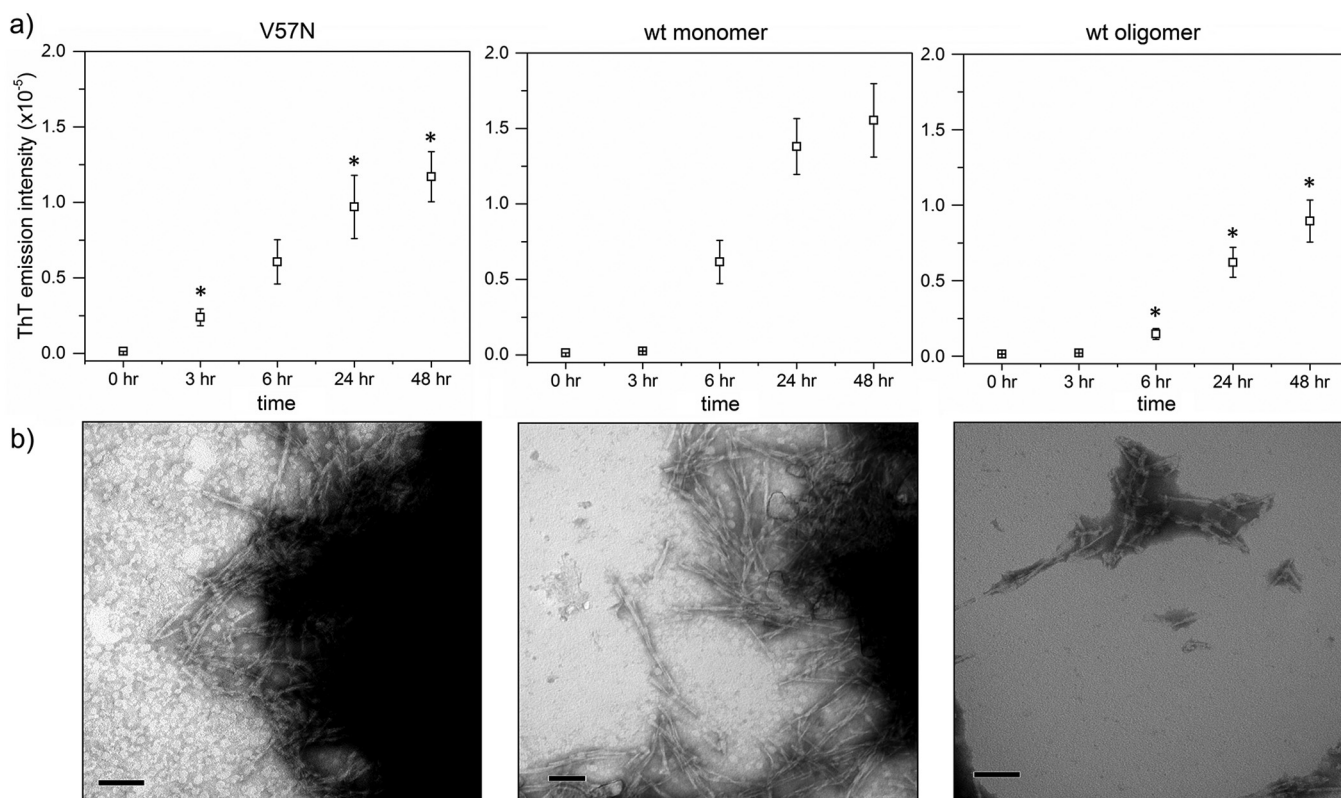 a)
V57N
wt monomer
wt oligomer
ThT emission intensity (x10-5)
2.0
1.5
1.0
0.5
0.0
*
*
*
0 hr
3 hr
6 hr
24 hr
48 hr
time
2.0
1.5
1.0
0.5
0.0
0 hr
3 hr
6 hr
24 hr
48 hr
time
2.0
1.5
1.0
0.5
0.0
*
*
*
0 hr
3 hr
6 hr
24 hr
48 hr
time
b)